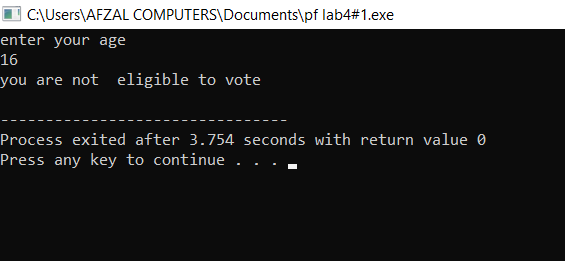 C:\Users\AFZAL COMPUTERS\Documents\pf lab4#1.exe
enter your age
16
you are not  eligible to vote
--------------------------------
Process exited after 3.754 seconds with return value 0
Press any key to continue . . .